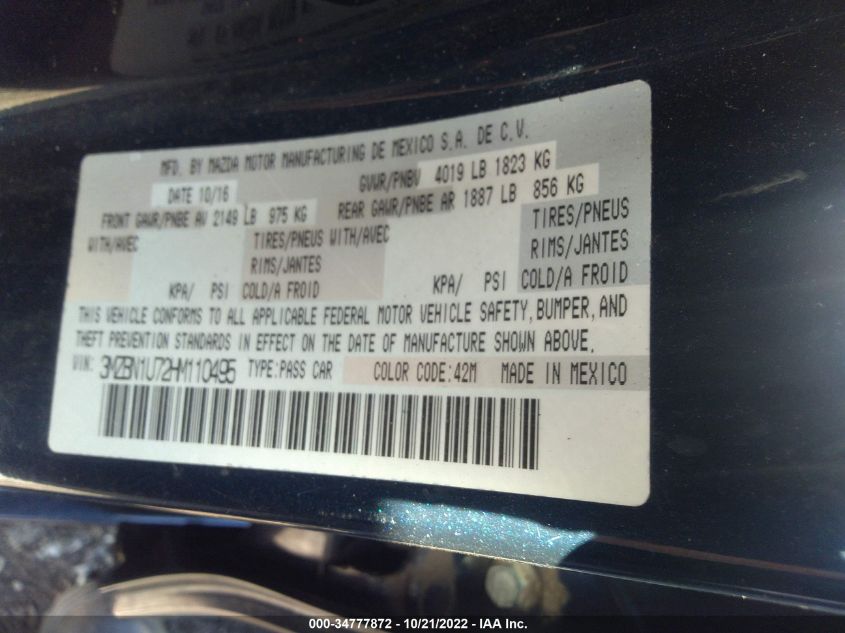 MFD. BY MAZDA MOTOR MANUFACTURING DE MEXICO S.A. DE C.V.
DATE 10/16 GVWR/PNBV 4019 LB 1823 KG
FRONT GAWR/PNBE AV 2149 LB 975 KG REAR GAWR/PNBE AR 1887 LB 856 KG
WITH/AVEC TIRES/PNEUS WITH/AVEC TIRES/PNEUS
RIMS/JANTES RIMS/JANTES
KPA/ PSI COLD/A FROID KPA/ PSI COLD/A FROID
THIS VEHICLE CONFORMS TO ALL APPLICABLE FEDERAL MOTOR VEHICLE SAFETY, BUMPER, AND
THEFT PREVENTION STANDARDS IN EFFECT ON THE DATE OF MANUFACTURE SHOWN ABOVE.
VIN: 3MZBN1U72HM110495 TYPE:PASS CAR COLOR CODE:42M MADE IN MEXICO
000-34777872 - 10/21/2022 - IAA Inc.